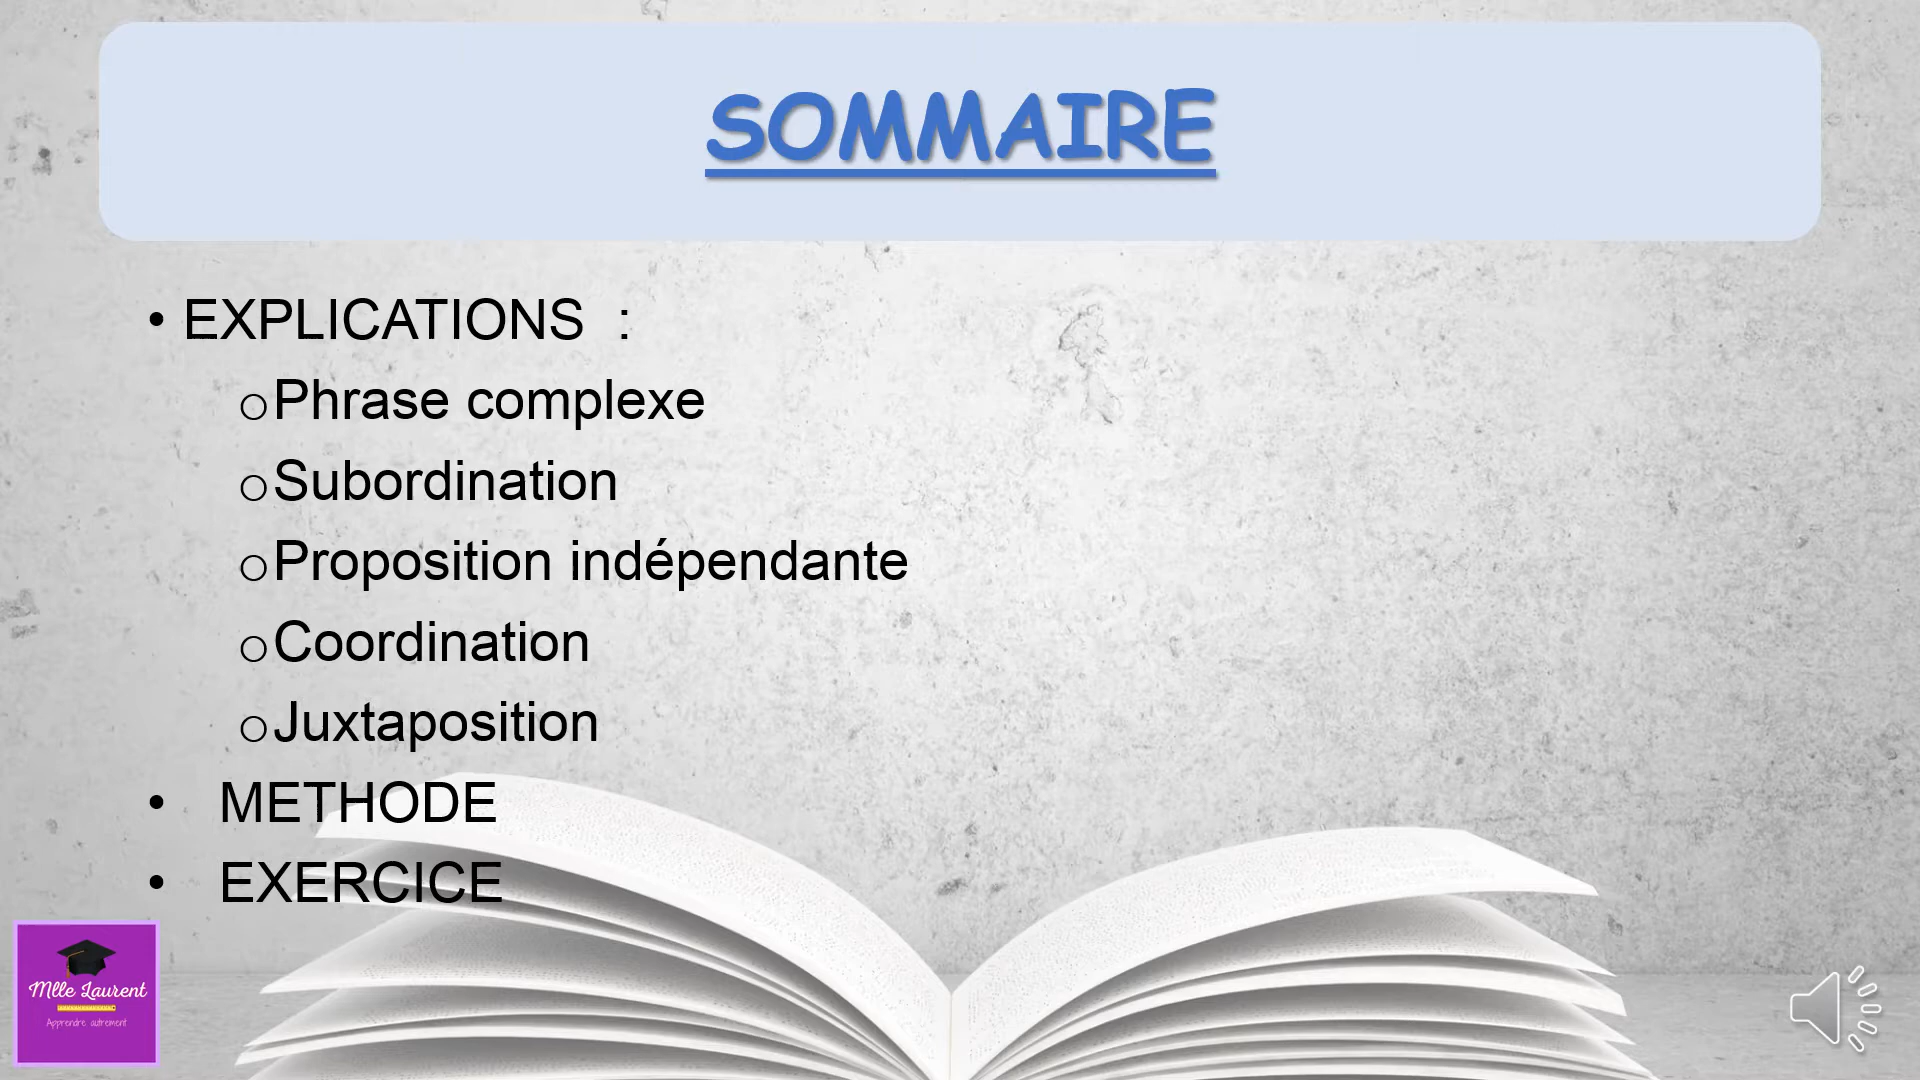 SOMMAIRE
• EXPLICATIONS :
o Phrase complexe
o Subordination
o Proposition indépendante
o Coordination
o Juxtaposition
• METHODE
• EXERCICE
Mlle Laurent
Apprendre autrement